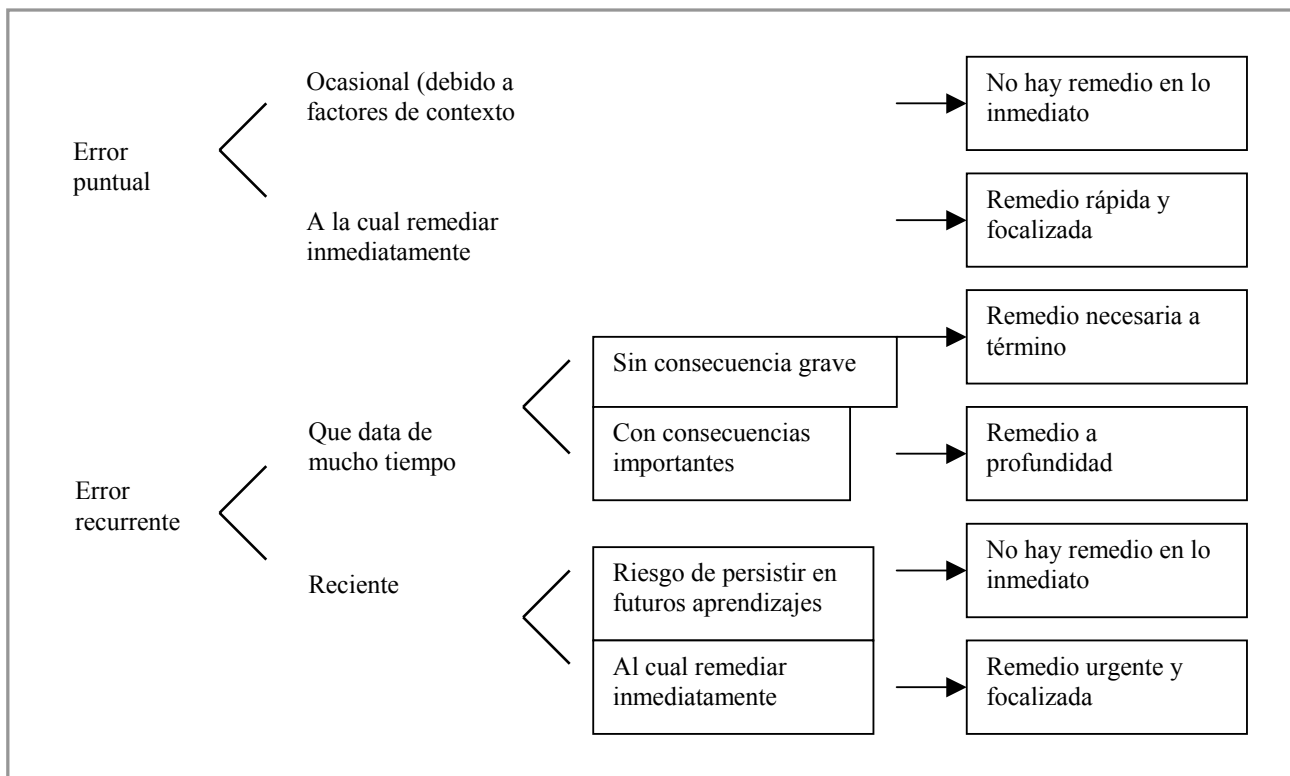 Ocasional (debido a
factores de contexto
No hay remedio en lo
inmediato
Error
puntual
A la cual remediar
inmediatamente
Remedio rápida y
focalizada
Remedio necesaria a
término
Sin consecuencia grave
Que data de
mucho tiempo
Con consecuencias
importantes
Remedio a
profundidad
Error
recurrente
Reciente
Riesgo de persistir en
futuros aprendizajes
No hay remedio en lo
inmediato
Al cual remediar
inmediatamente
Remedio urgente y
focalizada